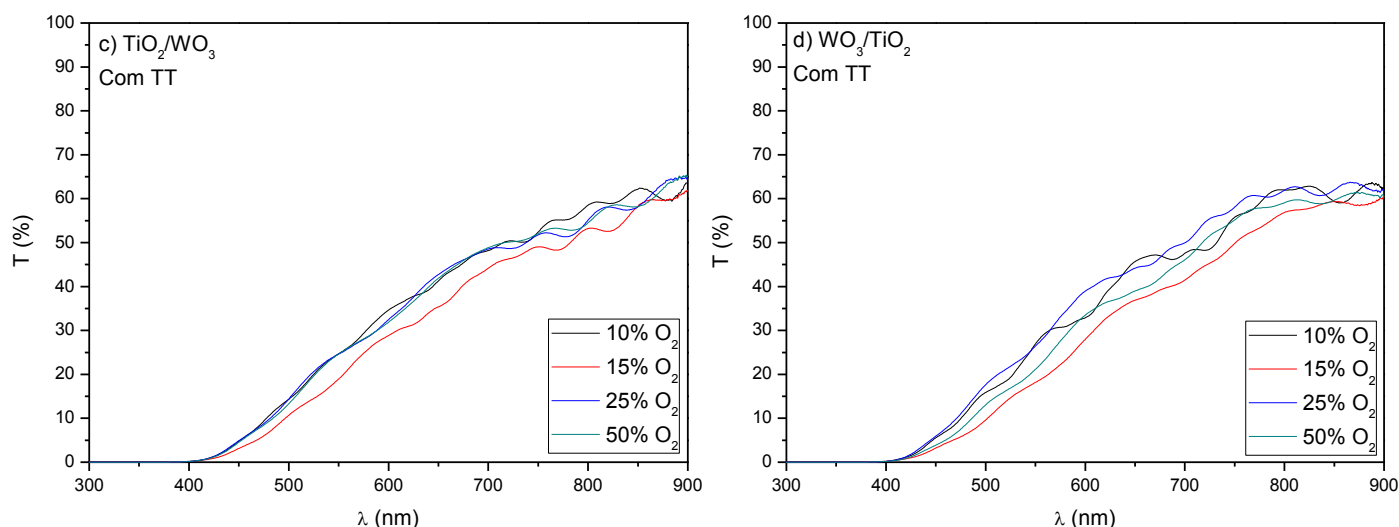 c) TiO₂/WO₃
Com TT
T (%)
100
90
80
70
60
50
40
30
20
10
0
300 400 500 600 700 800 900
λ (nm)
10% O₂
15% O₂
25% O₂
50% O₂
d) WO₃/TiO₂
Com TT
T (%)
100
90
80
70
60
50
40
30
20
10
0
300 400 500 600 700 800 900
λ (nm)
10% O₂
15% O₂
25% O₂
50% O₂